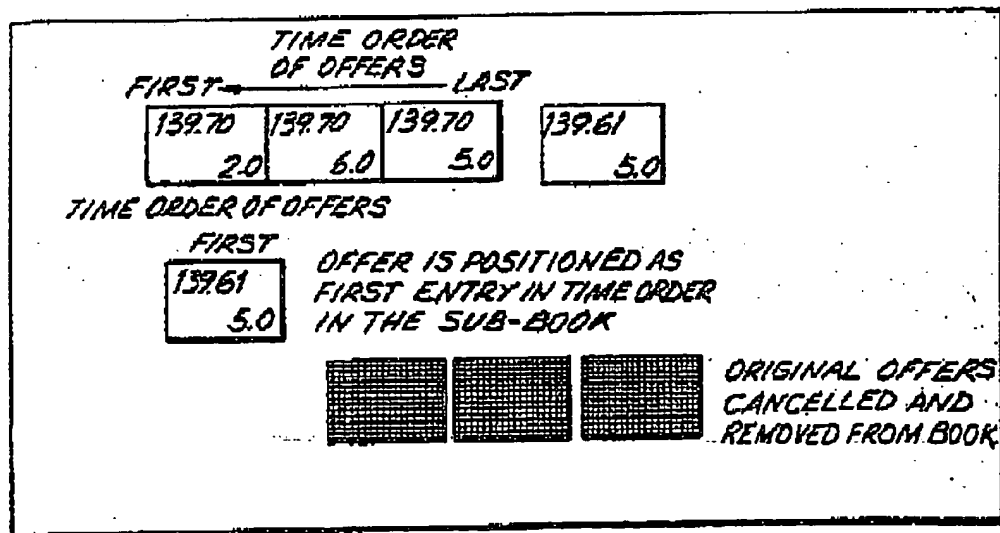 TIME ORDER
OF OFFERS
FIRST LAST
139.70 139.70 139.70 139.61
2.0 6.0 5.0 5.0
TIME ORDER OF OFFERS
FIRST
139.61
5.0
OFFER IS POSITIONED AS
FIRST ENTRY IN TIME ORDER
IN THE SUB-BOOK
ORIGINAL OFFERS
CANCELLED AND
REMOVED FROM BOOK